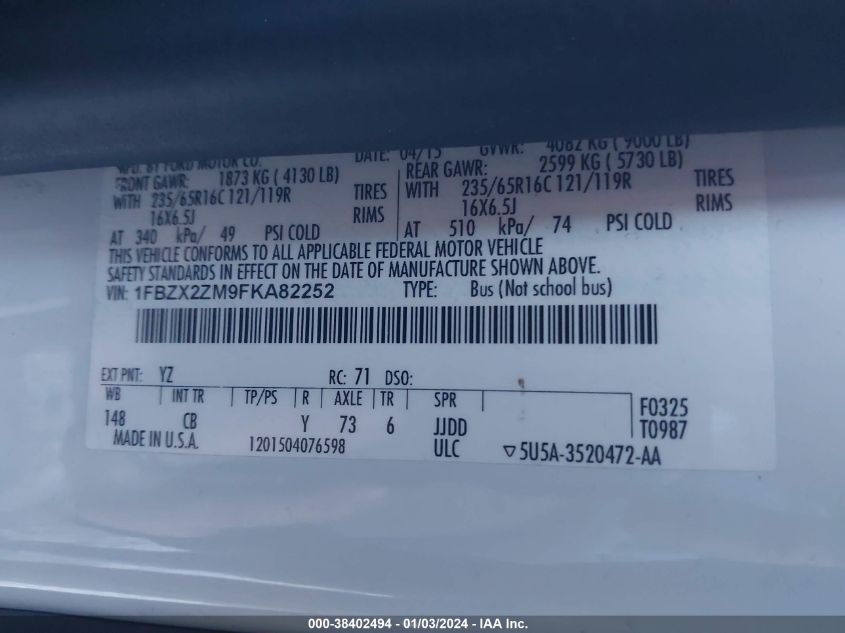 MFD. BY FORD MOTOR CO. DATE: 04/15 GVWR: 4082 KG ( 9000 LB)
FRONT GAWR: 1873 KG ( 4130 LB) REAR GAWR: 2599 KG ( 5730 LB)
WITH 235/65R16C 121/119R TIRES WITH 235/65R16C 121/119R TIRES
16X6.5J RIMS 16X6.5J RIMS
AT 340 kPa/ 49 PSI COLD AT 510 kPa/ 74 PSI COLD
THIS VEHICLE CONFORMS TO ALL APPLICABLE FEDERAL MOTOR VEHICLE
SAFETY STANDARDS IN EFFECT ON THE DATE OF MANUFACTURE SHOWN ABOVE.
VIN: 1FBZX2ZM9FKA82252 TYPE: Bus (Not school bus)
EXT PNT: YZ RC: 71 DSO:
WB INT TR TP/PS R AXLE TR SPR F0325
148 CB Y 73 6 JJDD T0987
MADE IN U.S.A. 1201504076598 ULC ▽5U5A-3520472-AA
000-38402494 - 01/03/2024 - IAA Inc.